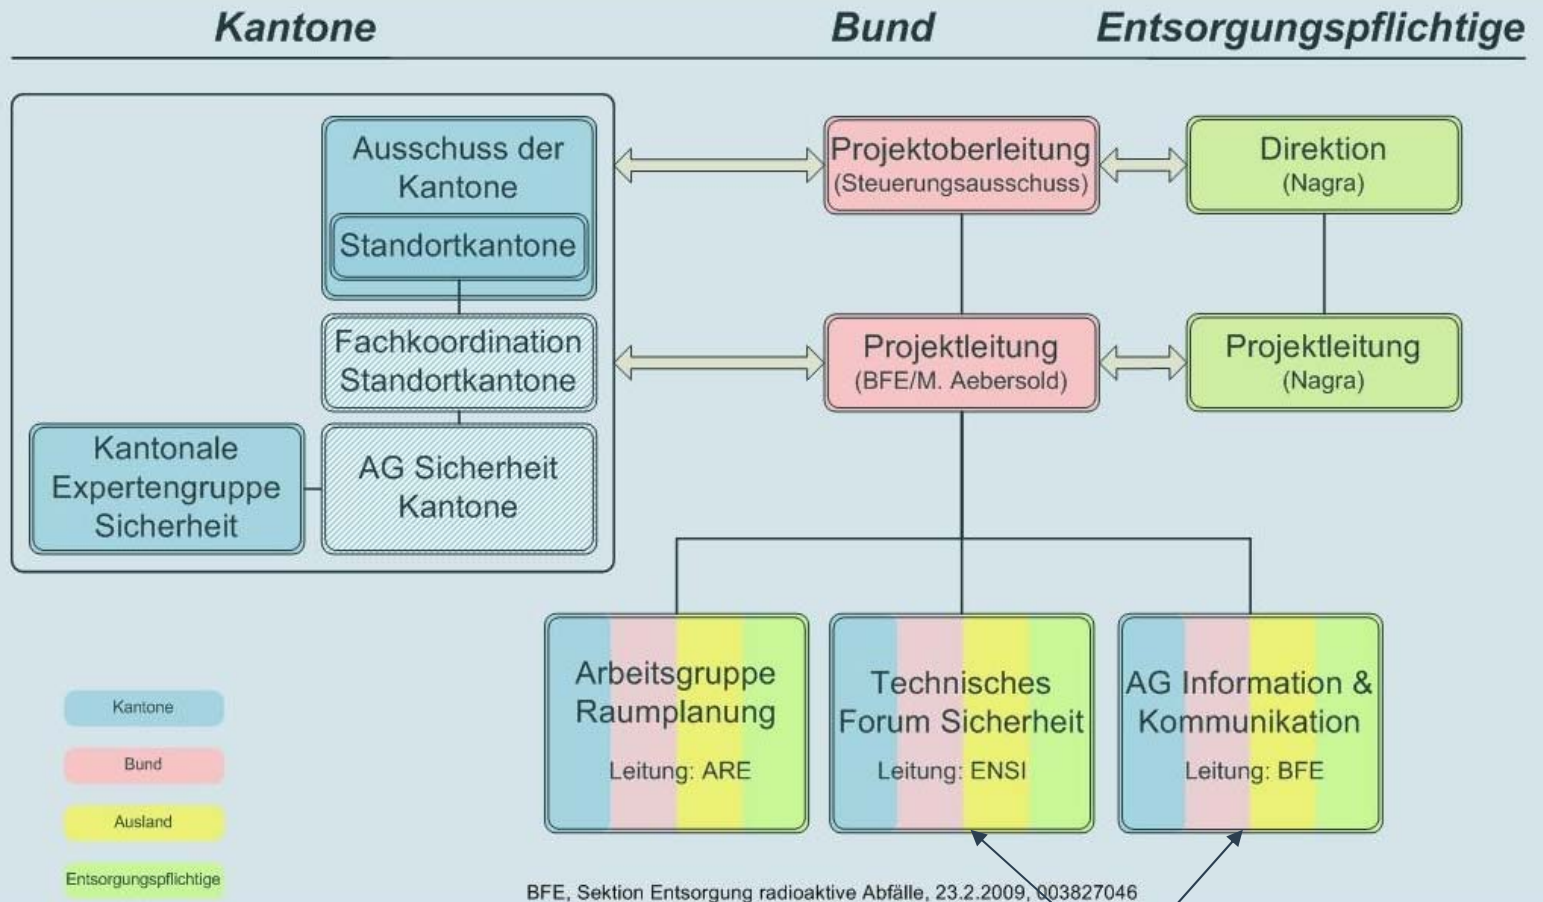 Kantone
Bund
Entsorgungspflichtige
Ausschuss der
Kantone
Standortkantone
Projektoberleitung
(Steuerungsausschuss)
Direktion
(Nagra)
Fachkoordination
Standortkantone
Projektleitung
(BFE/M. Aebersold)
Projektleitung
(Nagra)
Kantonale
Expertengruppe
Sicherheit
AG Sicherheit
Kantone
Arbeitsgruppe
Raumplanung
Leitung: ARE
Technisches
Forum Sicherheit
Leitung: ENSI
AG Information &
Kommunikation
Leitung: BFE
Kantone
Bund
Ausland
Entsorgungspflichtige
BFE, Sektion Entsorgung radioaktive Abfälle, 23.2.2009, 003827046